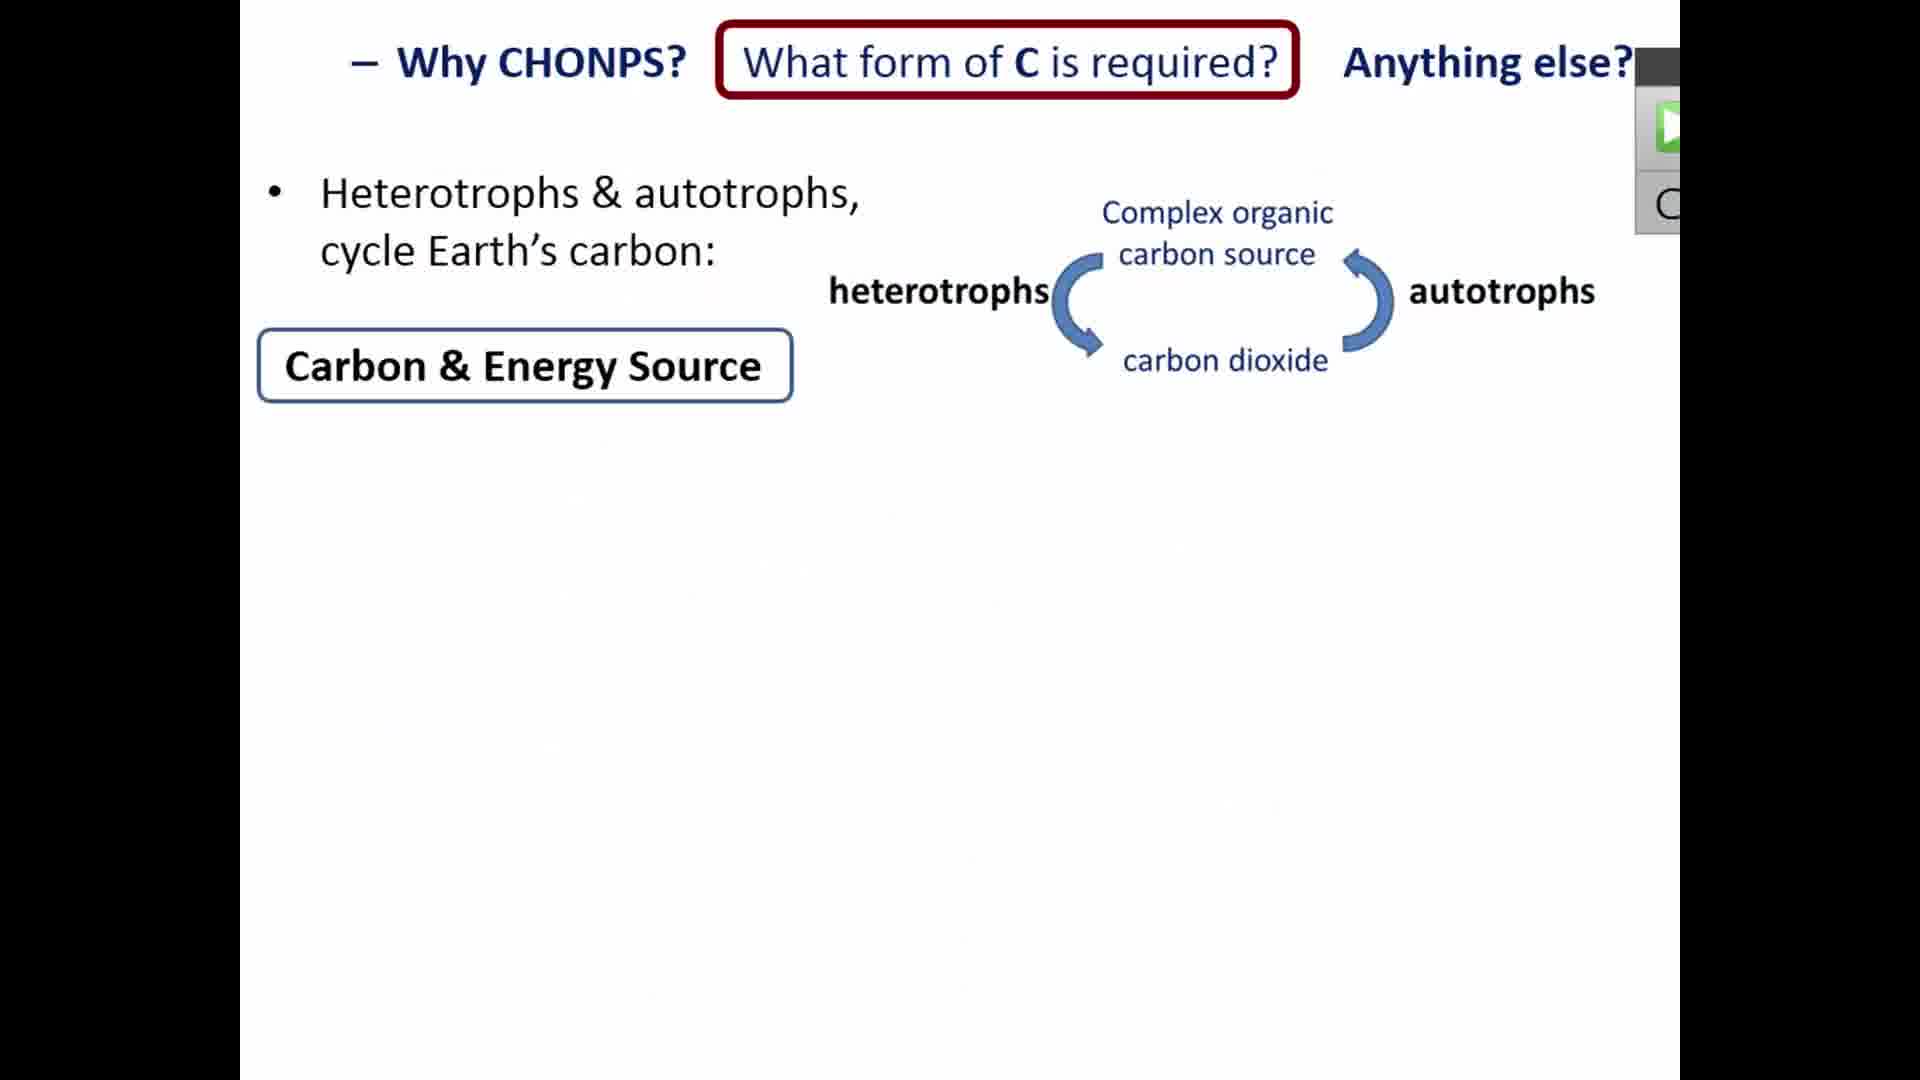 – Why CHONPS? What form of C is required? Anything else?
• Heterotrophs & autotrophs,
cycle Earth’s carbon:
Complex organic
carbon source
heterotrophs
autotrophs
carbon dioxide
Carbon & Energy Source